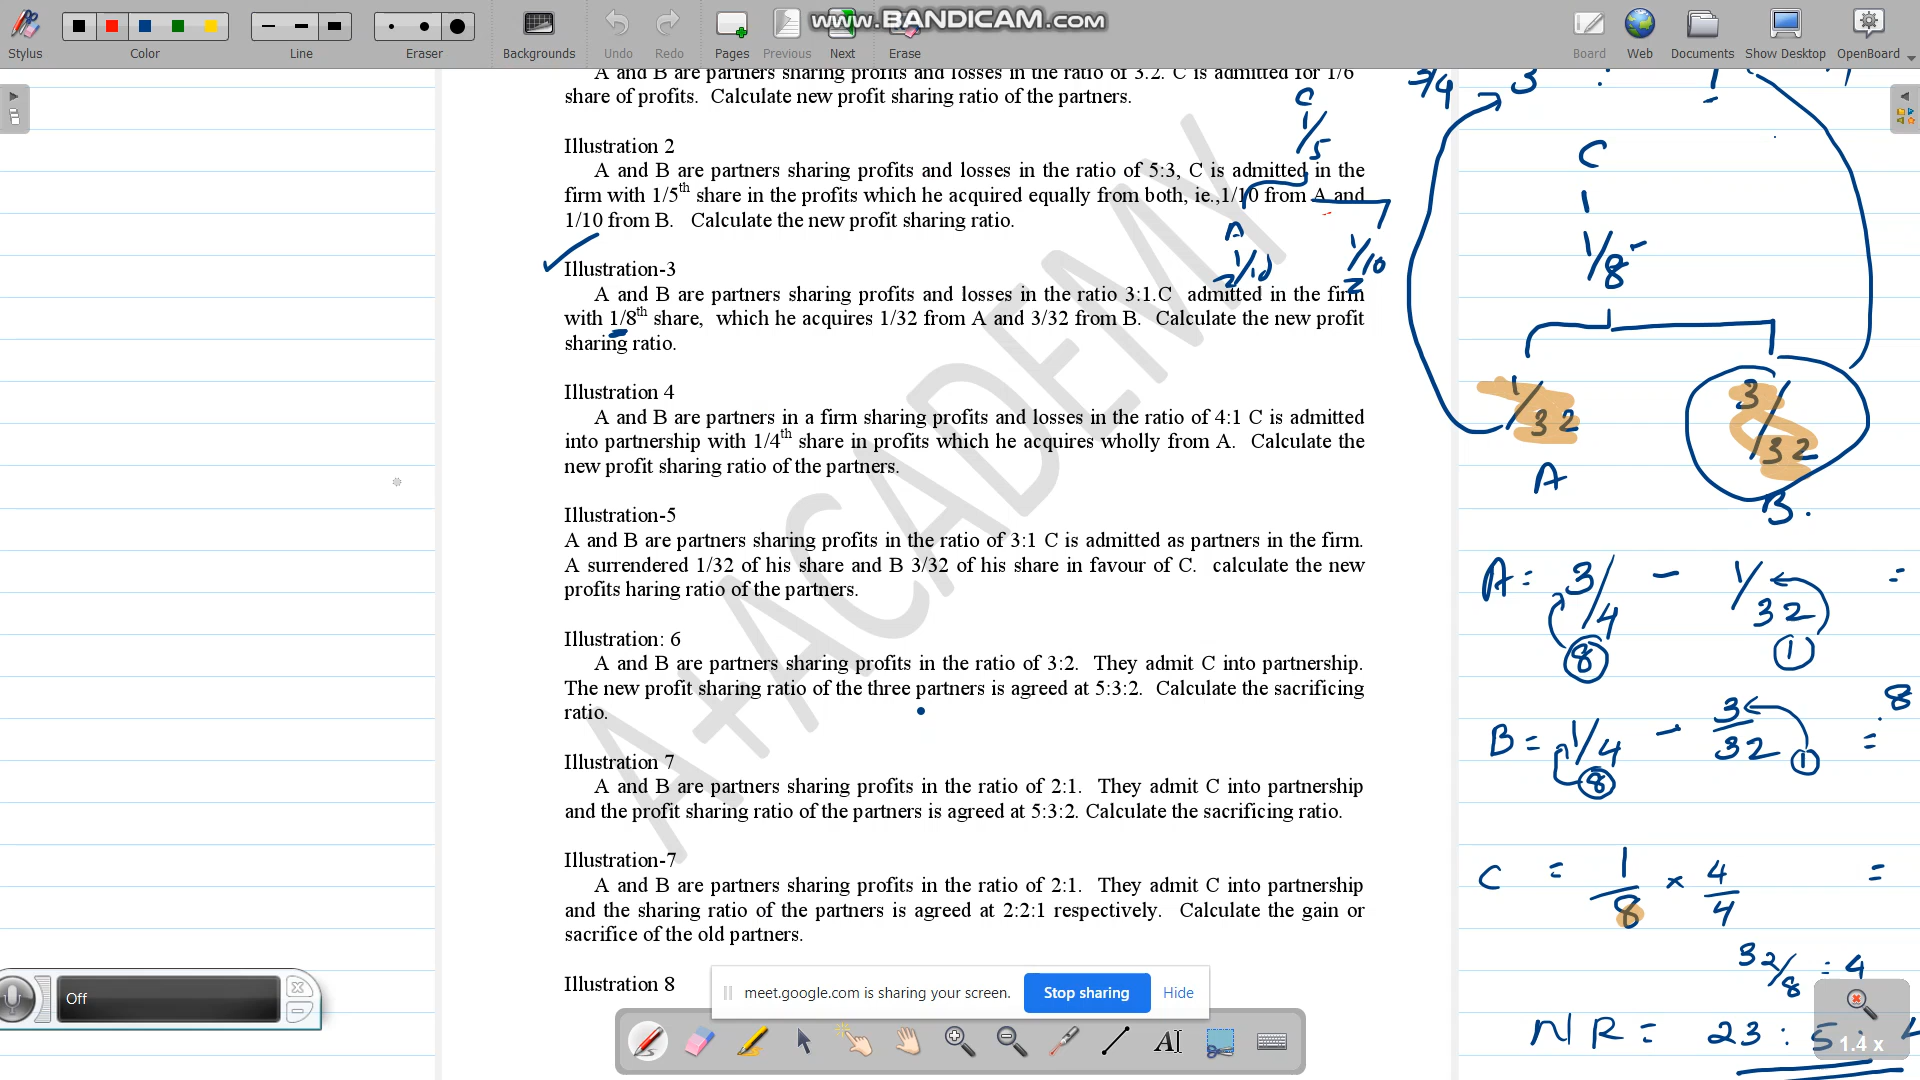 www.BANDICAM.com
Stylus Color Line Eraser Backgrounds Undo Redo Pages Previous Next Erase Board Web Documents Show Desktop OpenBoard
A and B are partners sharing profits and losses in the ratio of 3:2. C is admitted for 1/6
share of profits. Calculate new profit sharing ratio of the partners.
Illustration 2
A and B are partners sharing profits and losses in the ratio of 5:3, C is admitted in the
firm with 1/5th share in the profits which he acquired equally from both, ie.,1/10 from A and
1/10 from B. Calculate the new profit sharing ratio.
Illustration-3
A and B are partners sharing profits and losses in the ratio 3:1.C admitted in the firm
with 1/8th share, which he acquires 1/32 from A and 3/32 from B. Calculate the new profit
sharing ratio.
Illustration 4
A and B are partners in a firm sharing profits and losses in the ratio of 4:1 C is admitted
into partnership with 1/4th share in profits which he acquires wholly from A. Calculate the
new profit sharing ratio of the partners.
Illustration-5
A and B are partners sharing profits in the ratio of 3:1 C is admitted as partners in the firm.
A surrendered 1/32 of his share and B 3/32 of his share in favour of C. calculate the new
profits haring ratio of the partners.
Illustration: 6
A and B are partners sharing profits in the ratio of 3:2. They admit C into partnership.
The new profit sharing ratio of the three partners is agreed at 5:3:2. Calculate the sacrificing
ratio.
Illustration 7
A and B are partners sharing profits in the ratio of 2:1. They admit C into partnership
and the profit sharing ratio of the partners is agreed at 5:3:2. Calculate the sacrificing ratio.
Illustration-7
A and B are partners sharing profits in the ratio of 2:1. They admit C into partnership
and the sharing ratio of the partners is agreed at 2:2:1 respectively. Calculate the gain or
sacrifice of the old partners.
Illustration 8
A+ACADEMY
C
1/5
A
1/10
1/10
3/4 3 : 1
C
1
1/8
1/32 3/32
A B.
A = 3/4 - 1/32 =
8 1
8
B = 1/4 - 3/32 =
8 1
C = 1/8 × 4/4 =
32/8 = 4
NR = 23 : 5 : 4
1.4 x
Off
meet.google.com is sharing your screen. Stop sharing Hide